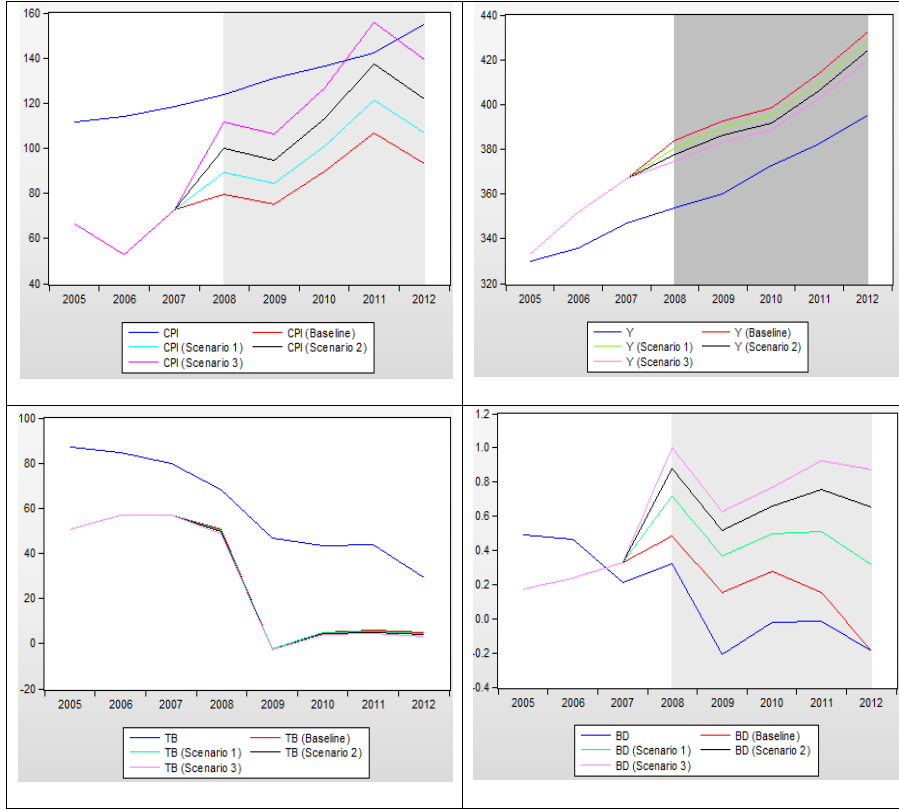 160
140
120
100
80
60
40
2005 2006 2007 2008 2009 2010 2011 2012
CPI CPI (Baseline)
CPI (Scenario 1) CPI (Scenario 2)
CPI (Scenario 3)
440
420
400
380
360
340
320
2005 2006 2007 2008 2009 2010 2011 2012
Y Y (Baseline)
Y (Scenario 1) Y (Scenario 2)
Y (Scenario 3)
100
80
60
40
20
0
-20
2005 2006 2007 2008 2009 2010 2011 2012
TB TB (Baseline)
TB (Scenario 1) TB (Scenario 2)
TB (Scenario 3)
1.2
1.0
0.8
0.6
0.4
0.2
0.0
-0.2
-0.4
2005 2006 2007 2008 2009 2010 2011 2012
BD BD (Baseline)
BD (Scenario 1) BD (Scenario 2)
BD (Scenario 3)